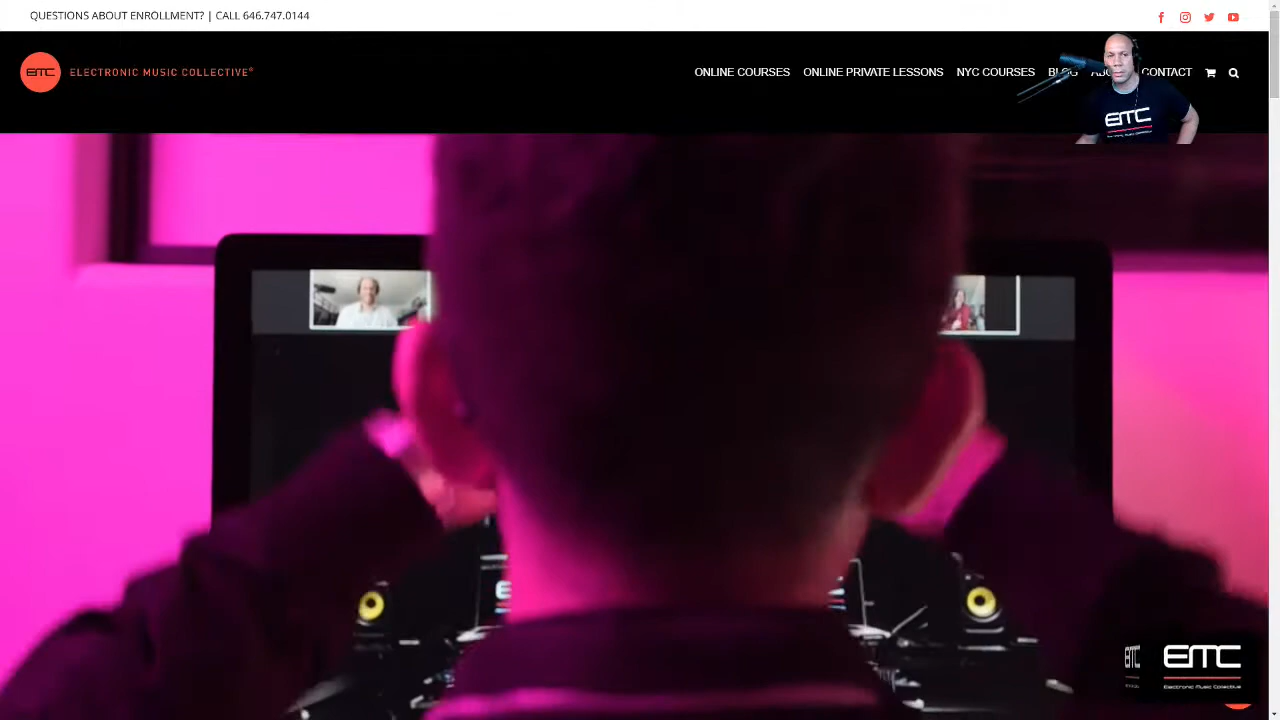 QUESTIONS ABOUT ENROLLMENT? | CALL 646.747.0144
EMC ELECTRONIC MUSIC COLLECTIVE®
ONLINE COURSES ONLINE PRIVATE LESSONS NYC COURSES BLOG CONTACT
EMC
EMC
Electronic Music Collective